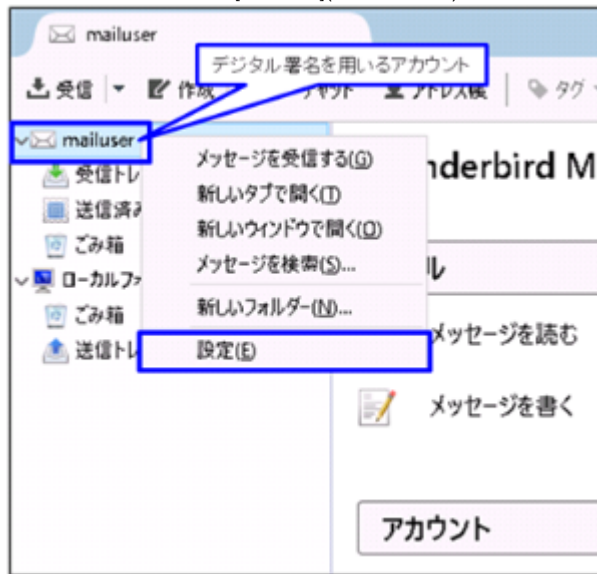 mailuser
デジタル署名を用いるアカウント
受信
作成
タグ
mailuser
受信トレ
送信済み
ごみ箱
ローカルフ
ごみ箱
送信トレ
メッセージを受信する(G)
新しいタブで開く(T)
新しいウィンドウで開く(O)
メッセージを検索(S)...
新しいフォルダー(N)...
設定(E)
nderbird M
ル
メッセージを読む
メッセージを書く
アカウント